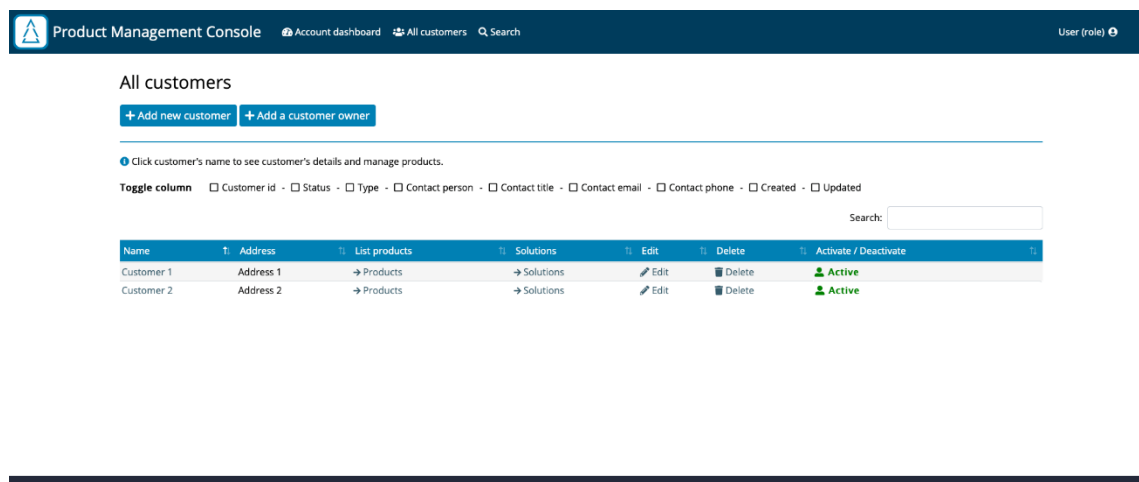 Product Management Console Account dashboard All customers Search User (role)
All customers
+ Add new customer + Add a customer owner
Click customer's name to see customer's details and manage products.
Toggle column Customer id - Status - Type - Contact person - Contact title - Contact email - Contact phone - Created - Updated
Search:
Name Address List products Solutions Edit Delete Activate / Deactivate
Customer 1 Address 1 → Products → Solutions Edit Delete Active
Customer 2 Address 2 → Products → Solutions Edit Delete Active